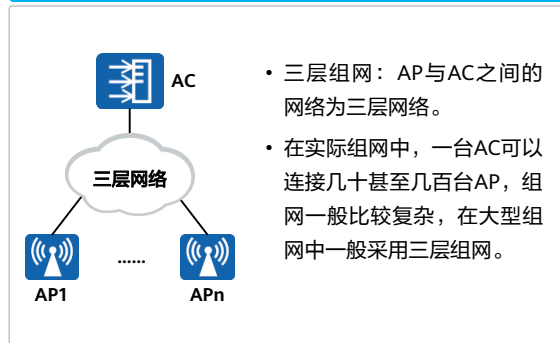 AC
三层网络
......
AP1
APn
• 三层组网：AP与AC之间的
网络为三层网络。
• 在实际组网中，一台AC可以
连接几十甚至几百台AP，组
网一般比较复杂，在大型组
网中一般采用三层组网。